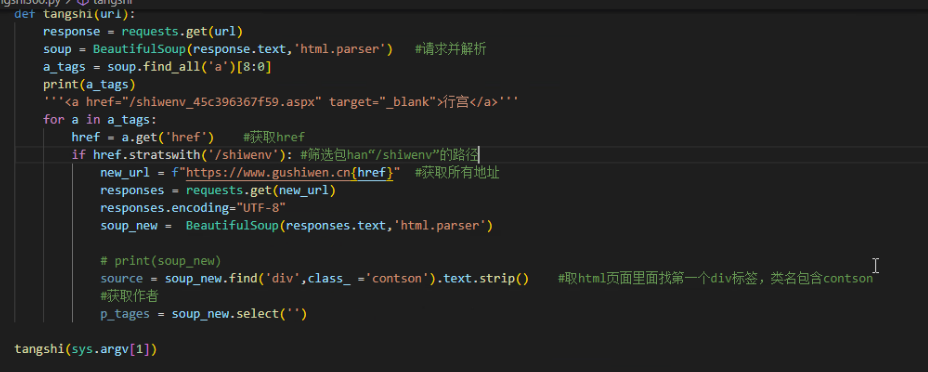 def tangshi(url):
response = requests.get(url)
soup = BeautifulSoup(response.text,'html.parser')   #请求并解析
a_tags = soup.find_all('a')[8:0]
print(a_tags)
'''<a href="/shiwenv_45c396367f59.aspx" target="_blank">行宫</a>'''
for a in a_tags:
href = a.get('href')    #获取href
if href.stratswith('/shiwenv'): #筛选包han“/shiwenv”的路径
new_url = f"https://www.gushiwen.cn{href}"  #获取所有地址
responses = requests.get(new_url)
responses.encoding="UTF-8"
soup_new =  BeautifulSoup(responses.text,'html.parser')
# print(soup_new)
source = soup_new.find('div',class_ ='contson').text.strip()    #取html页面里面找第一个div标签，类名包含contson
#获取作者
p_tages = soup_new.select('')
tangshi(sys.argv[1])